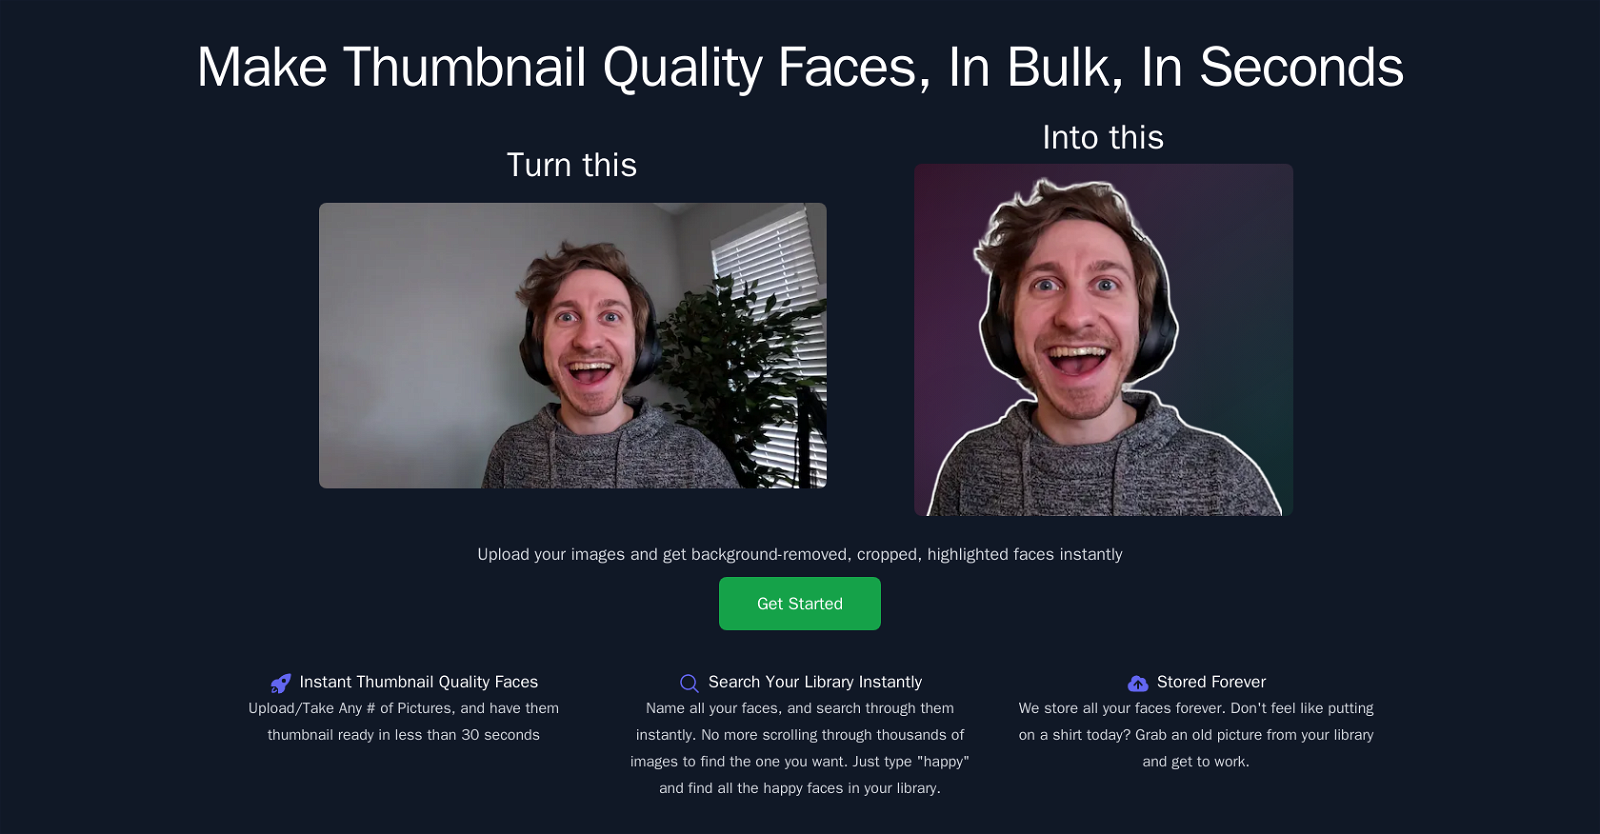 Make Thumbnail Quality Faces, In Bulk, In Seconds
Turn this
Into this
Upload your images and get background-removed, cropped, highlighted faces instantly
Get Started
Instant Thumbnail Quality Faces
Upload/Take Any # of Pictures, and have them
thumbnail ready in less than 30 seconds
Search Your Library Instantly
Name all your faces, and search through them
instantly. No more scrolling through thousands of
images to find the one you want. Just type "happy"
and find all the happy faces in your library.
Stored Forever
We store all your faces forever. Don't feel like putting
on a shirt today? Grab an old picture from your library
and get to work.